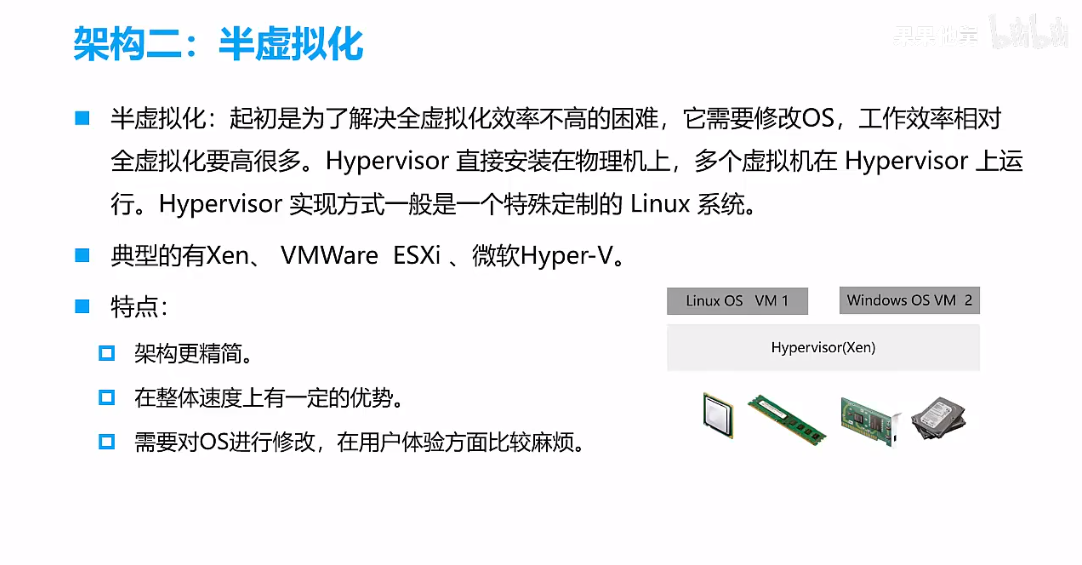 架构二：半虚拟化
半虚拟化：起初是为了解决全虚拟化效率不高的困难，它需要修改OS，工作效率相对
全虚拟化要高很多。Hypervisor 直接安装在物理机上，多个虚拟机在 Hypervisor 上运
行。Hypervisor 实现方式一般是一个特殊定制的 Linux 系统。
典型的有Xen、 VMWare ESXi 、微软Hyper-V。
特点：
架构更精简。
在整体速度上有一定的优势。
需要对OS进行修改，在用户体验方面比较麻烦。
Linux OS VM 1
Windows OS VM 2
Hypervisor(Xen)